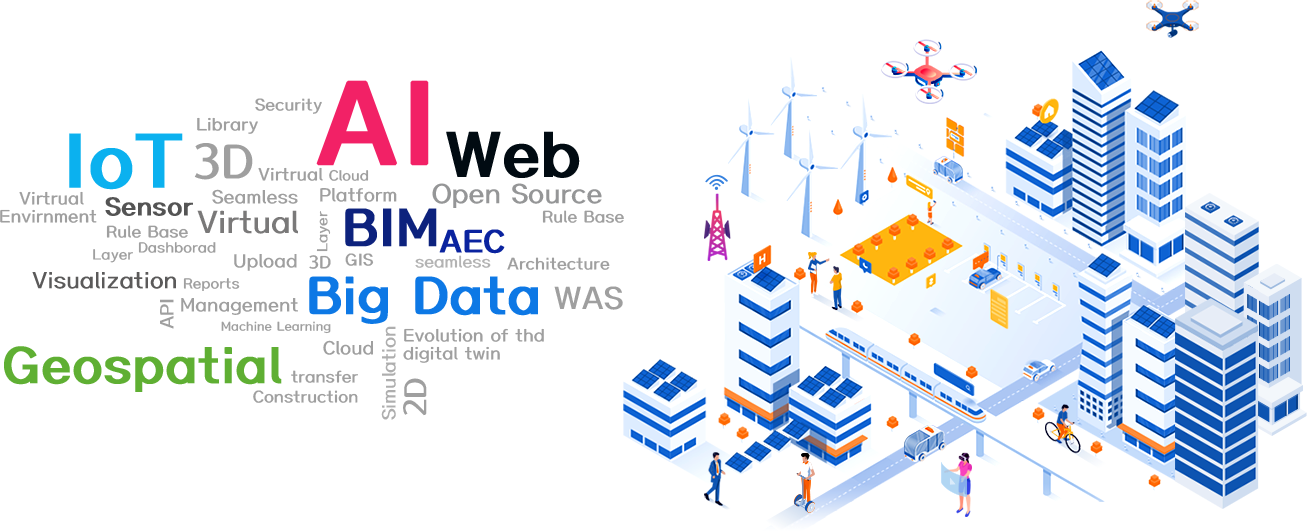 Security
AI
Library
IoT
3D
Web
Virtual
Cloud
Virtual
Envirnment
Sensor
Seamless
Platform
Open Source
Rule Base
Virtual
Rule Base
Layer
BIM
AEC
Layer
Dashborad
Upload
3D
GIS
seamless
Architecture
Visualization
Reports
API
Management
Big Data
WAS
Machine Learning
Evolution of thd
digital twin
Cloud
Simulation
2D
Geospatial
transfer
Construction
H